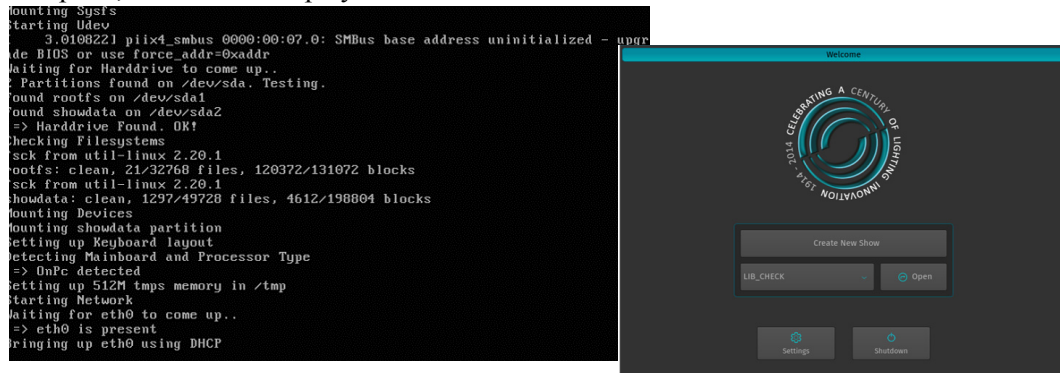 ounting Sysfs
Starting Udev
3.010822] piix4_smbus 0000:00:07.0: SMBus base address uninitialized - upgr
ade BIOS or use force_addr=0xaddr
Waiting for Harddrive to come up..
2 Partitions found on /dev/sda. Testing.
Found rootfs on /dev/sda1
Found showdata on /dev/sda2
=> Harddrive Found. OK!
Checking Filesystems
fsck from util-linux 2.20.1
rootfs: clean, 21/32768 files, 120372/131072 blocks
fsck from util-linux 2.20.1
showdata: clean, 1297/49728 files, 4612/198804 blocks
Mounting Devices
Mounting showdata partition
Setting up Keyboard layout
Detecting Mainboard and Processor Type
=> OnPc detected
Setting up 512M tmps memory in /tmp
Starting Network
Waiting for eth0 to come up..
=> eth0 is present
Bringing up eth0 using DHCP
Welcome
CELEBRATING A CENTURY OF LIGHTING INNOVATION 1914 - 2014
Create New Show
LIB_CHECK
Open
Settings
Shutdown